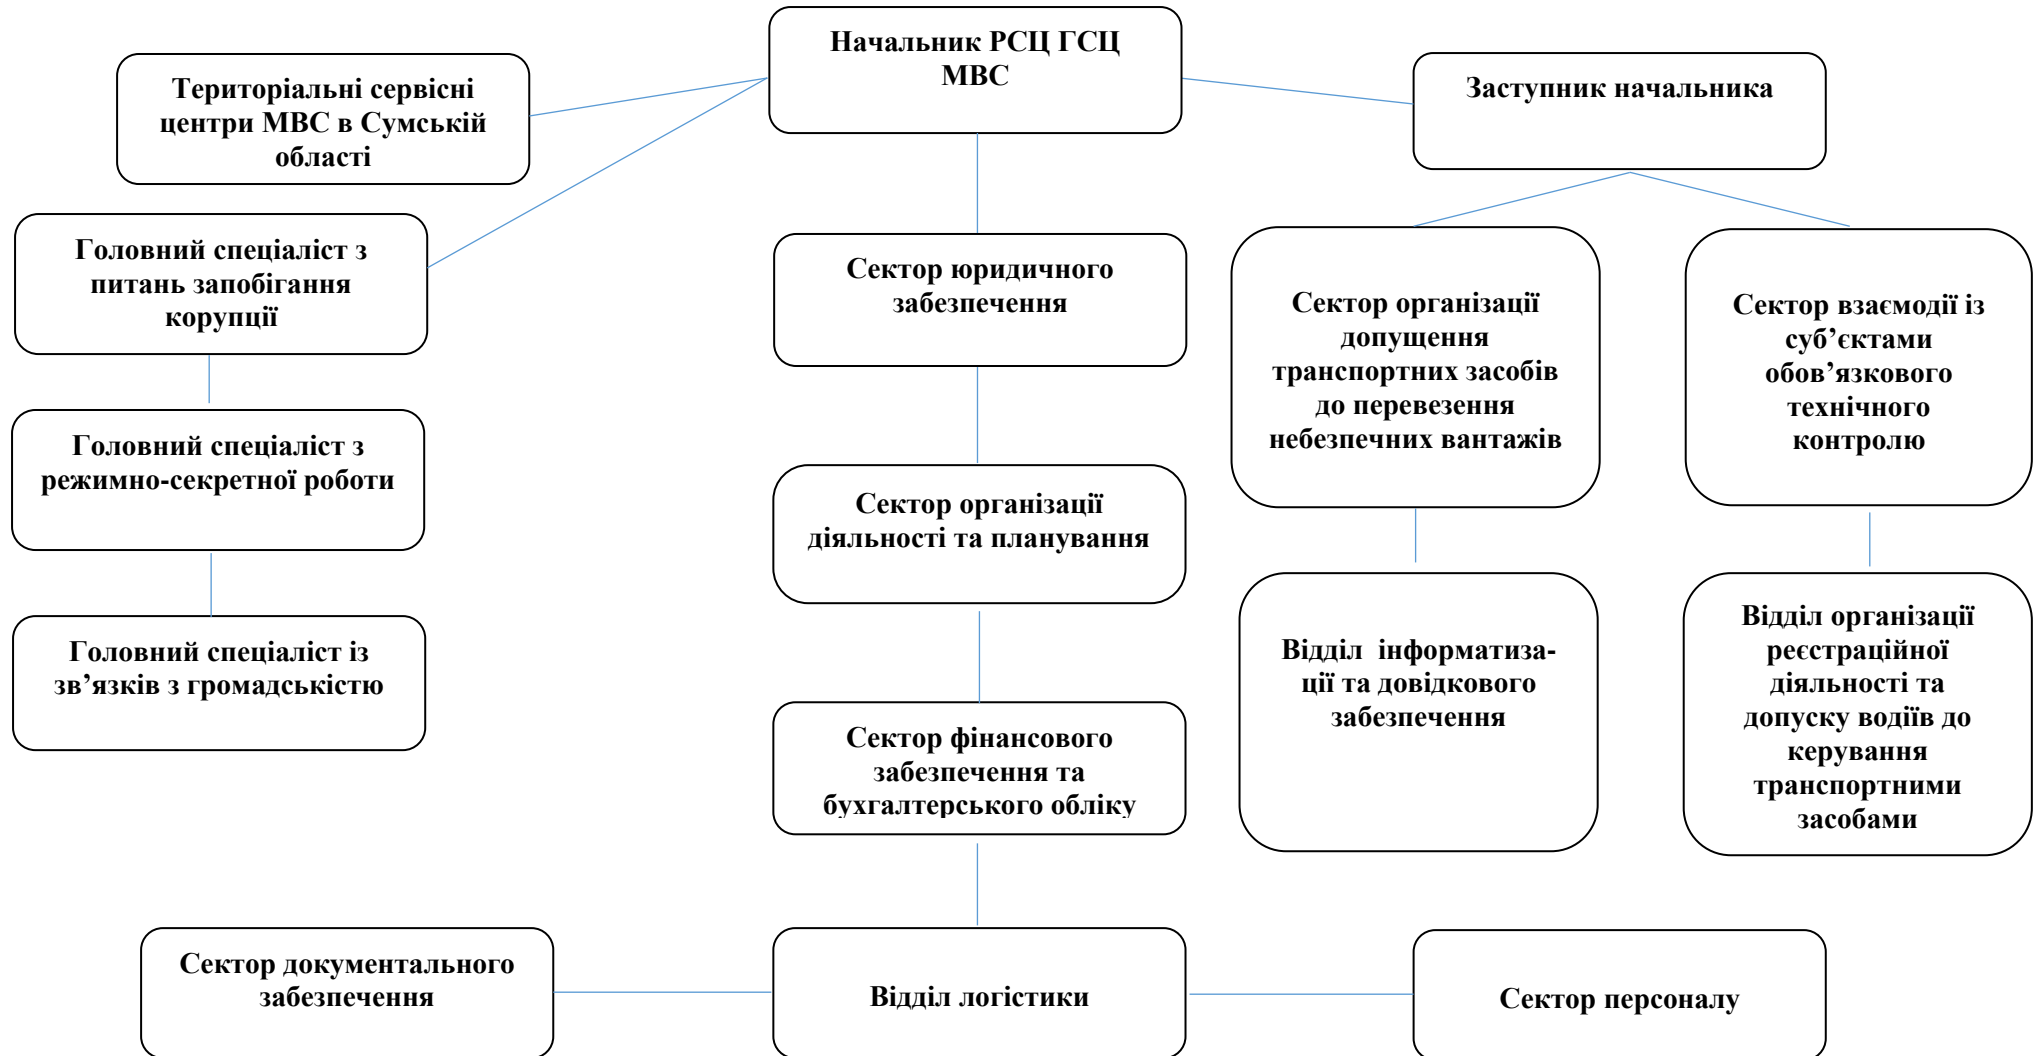 Начальник РСЦ ГСЦ
МВС
Територіальні сервісні
центри МВС в Сумській
області
Заступник начальника
Головний спеціаліст з
питань запобігання
корупції
Сектор юридичного
забезпечення
Сектор організації
допущення
транспортних засобів
до перевезення
небезпечних вантажів
Сектор взаємодії із
суб’єктами
обов’язкового
технічного
контролю
Головний спеціаліст з
режимно-секретної роботи
Сектор організації
діяльності та планування
Головний спеціаліст із
зв’язків з громадськістю
Відділ  інформатиза-
ції та довідкового
забезпечення
Відділ організації
реєстраційної
діяльності та
допуску водіїв до
керування
транспортними
засобами
Сектор фінансового
забезпечення та
бухгалтерського обліку
Сектор документального
забезпечення
Відділ логістики
Сектор персоналу